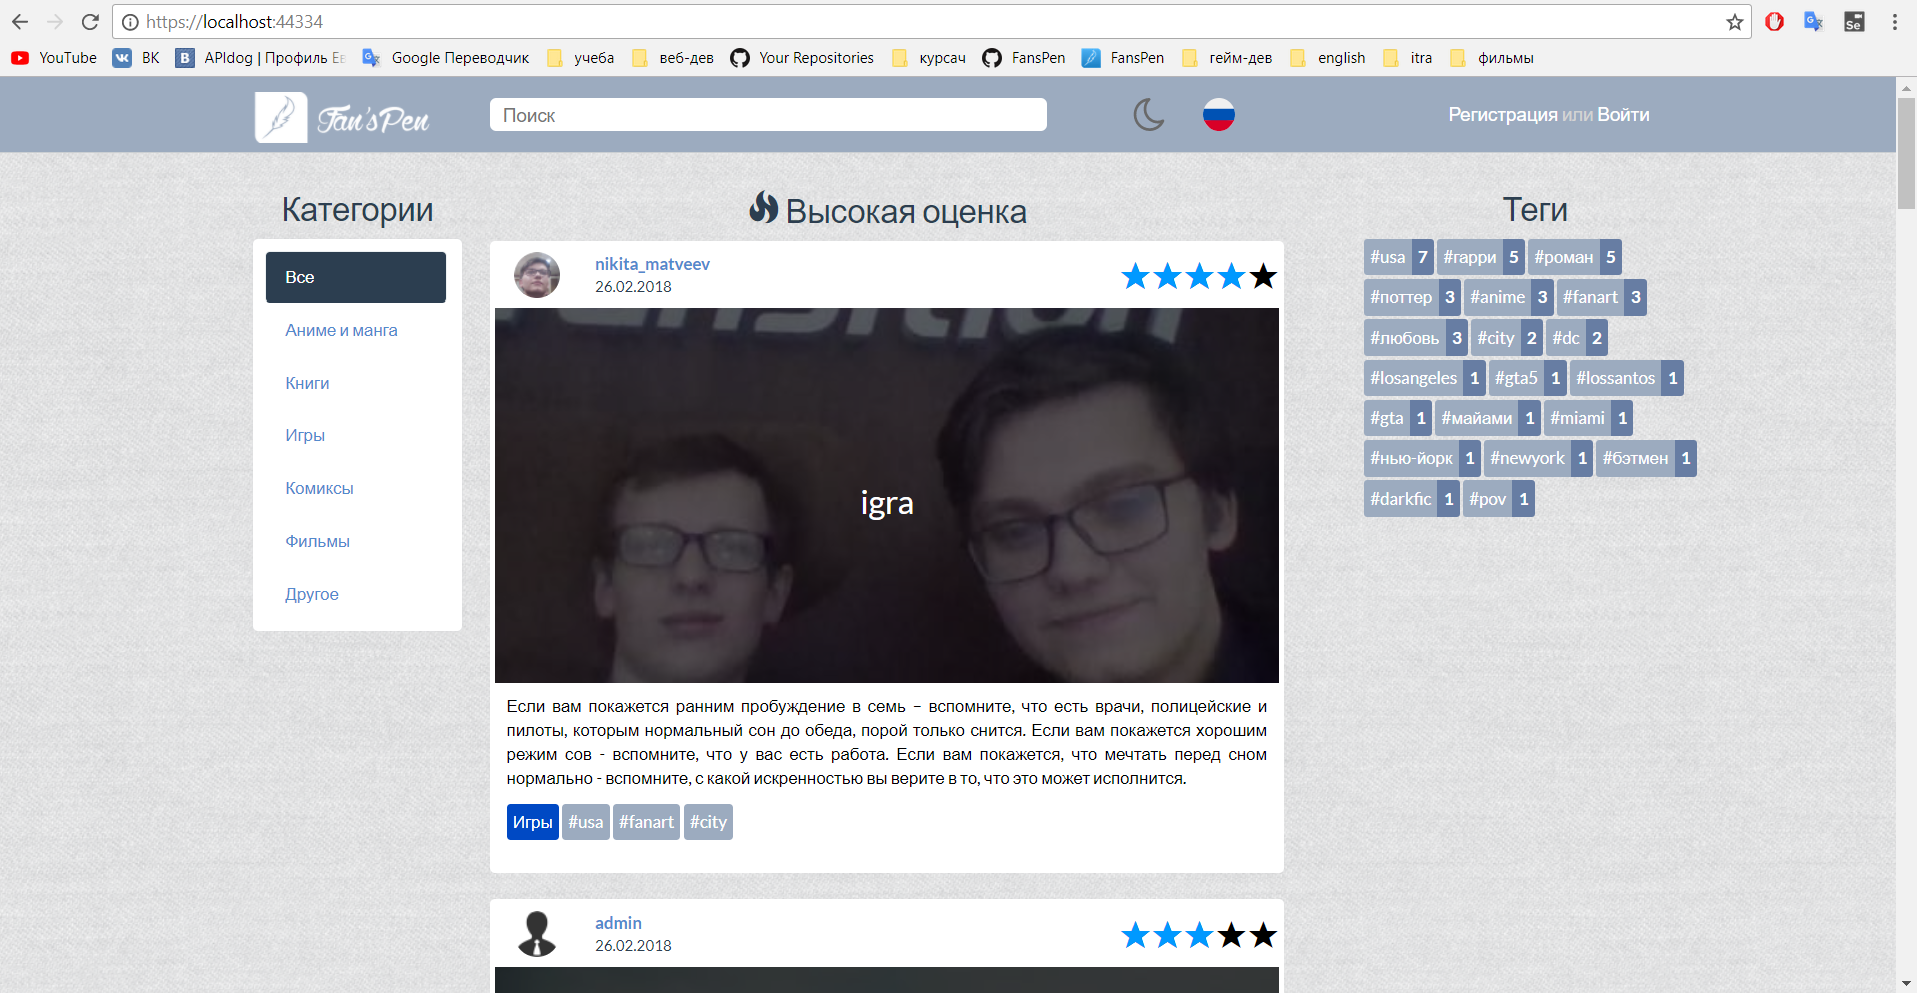 https://localhost:44334
Se
YouTube ВК APIdog | Профиль Ев Google Переводчик учеба веб-дев Your Repositories курсач FansPen FansPen гейм-дев english itra фильмы
Fan'sPen Поиск Регистрация или Войти
Категории
Все
Аниме и манга
Книги
Игры
Комиксы
Фильмы
Другое
Высокая оценка
nikita_matveev
26.02.2018
igra
Если вам покажется ранним пробуждение в семь – вспомните, что есть врачи, полицейские и
пилоты, которым нормальный сон до обеда, порой только снится. Если вам покажется хорошим
режим сов - вспомните, что у вас есть работа. Если вам покажется, что мечтать перед сном
нормально - вспомните, с какой искренностью вы верите в то, что это может исполнится.
Игры #usa #fanart #city
admin
26.02.2018
Теги
#usa 7 #гарри 5 #роман 5
#поттер 3 #anime 3 #fanart 3
#любовь 3 #city 2 #dc 2
#losangeles 1 #gta5 1 #lossantos 1
#gta 1 #майами 1 #miami 1
#нью-йорк 1 #newyork 1 #бэтмен 1
#darkfic 1 #pov 1